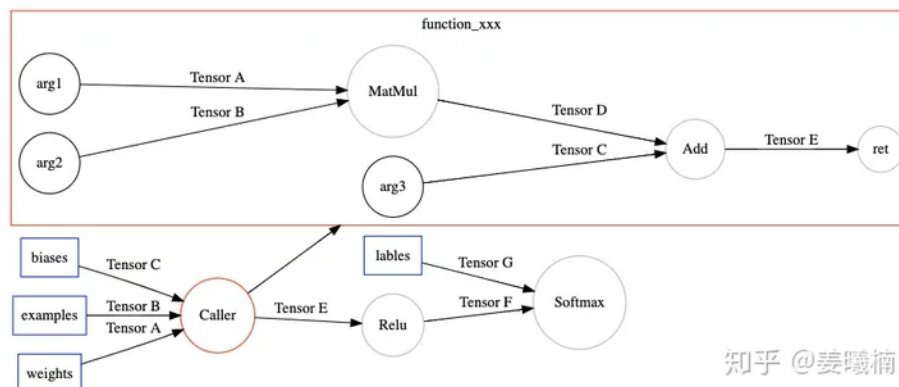 function_xxx
arg1
Tensor A
MatMul
arg2
Tensor B
Tensor D
Add
Tensor E
ret
arg3
Tensor C
biases
Tensor C
lables
Tensor G
examples
Tensor B
Tensor A
Caller
Tensor E
Relu
Tensor F
Softmax
weights
知乎 @姜曦楠